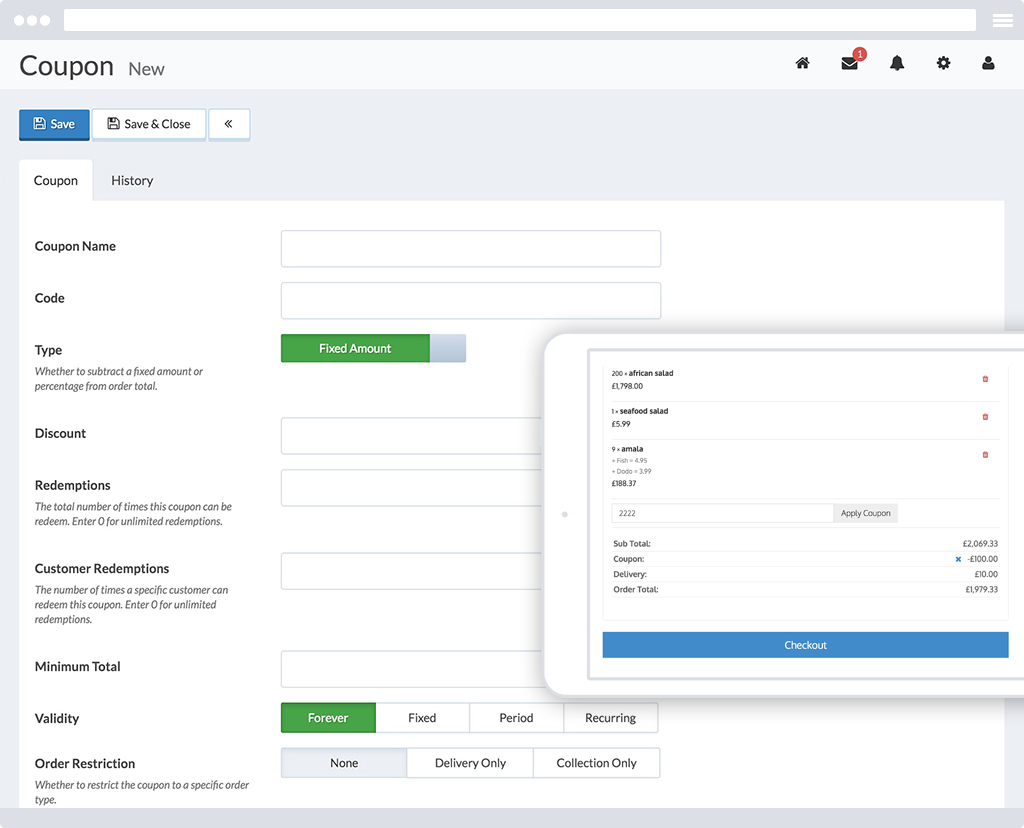 Coupon New
1
Save
Save & Close
«
Coupon
History
Coupon Name
Code
Type
Fixed Amount
Whether to subtract a fixed amount or
percentage from order total.
Discount
Redemptions
The total number of times this coupon can be
redeem. Enter 0 for unlimited redemptions.
Customer Redemptions
The number of times a specific customer can
redeem this coupon. Enter 0 for unlimited
redemptions.
Minimum Total
Validity
Forever
Fixed
Period
Recurring
Order Restriction
None
Delivery Only
Collection Only
Whether to restrict the coupon to a specific order
type.
200 × african salad
£1,798.00
1 × seafood salad
£5.99
9 × amala
+ Fish = 4.95
+ Dodo = 3.99
£188.37
2222
Apply Coupon
Sub Total: £2,069.33
Coupon: × -£100.00
Delivery: £10.00
Order Total: £1,979.33
Checkout